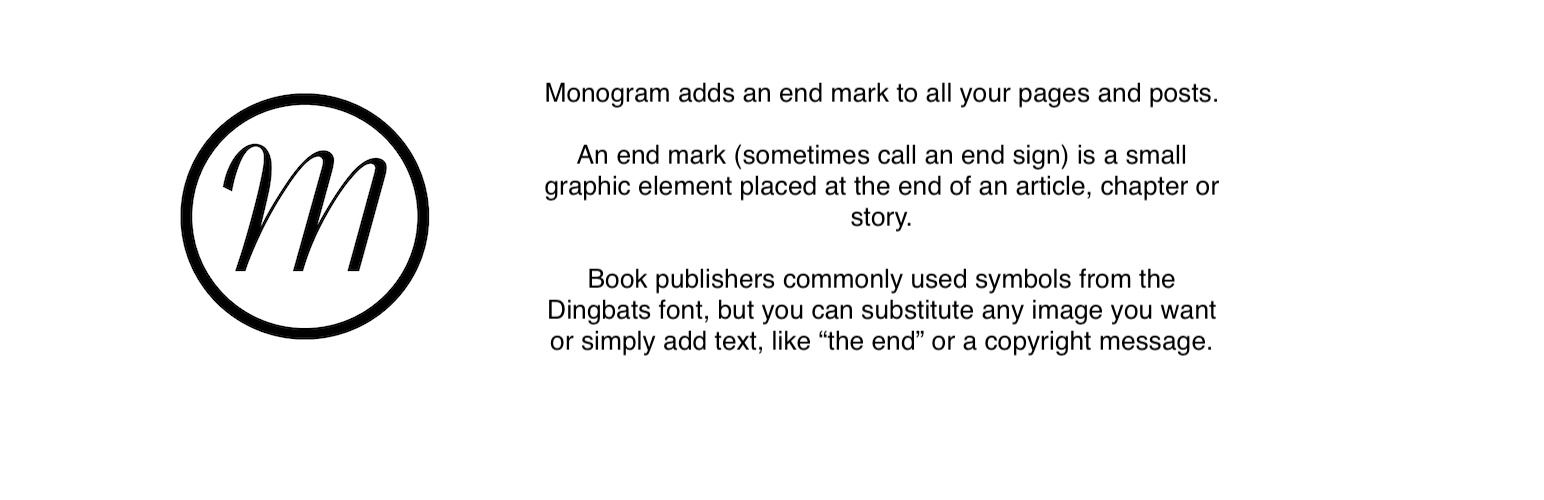 M
Monogram adds an end mark to all your pages and posts.
An end mark (sometimes call an end sign) is a small
graphic element placed at the end of an article, chapter or
story.
Book publishers commonly used symbols from the
Dingbats font, but you can substitute any image you want
or simply add text, like “the end” or a copyright message.